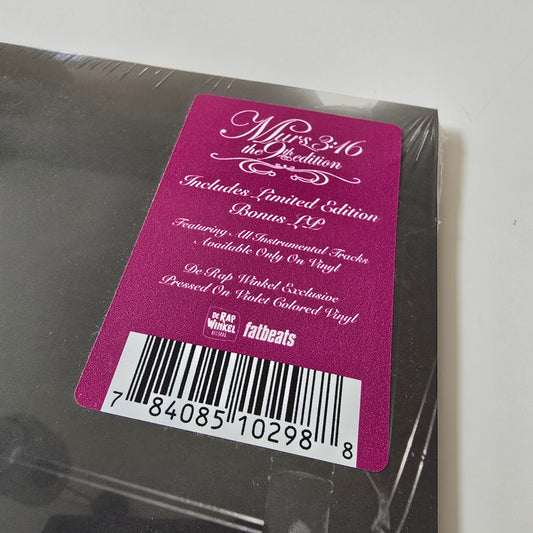 Murs 3:16
the 9th edition
Includes Limited Edition
Bonus LP
Featuring All Instrumental Tracks
Available Only On Vinyl
De Rap Winkel Exclusive
Pressed On Violet Colored Vinyl
DE RAP
WINKEL
fatbeats
7 84085 10298 8